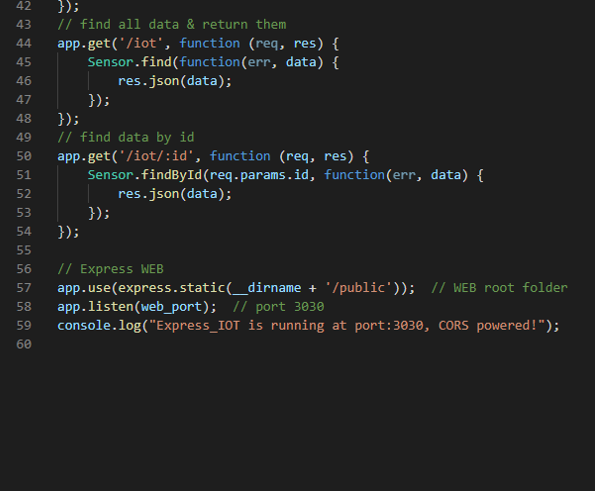 42 });
43 // find all data & return them
44 app.get('/iot', function (req, res) {
45     Sensor.find(function(err, data) {
46         res.json(data);
47     });
48 });
49 // find data by id
50 app.get('/iot/:id', function (req, res) {
51     Sensor.findById(req.params.id, function(err, data) {
52         res.json(data);
53     });
54 });
55
56 // Express WEB
57 app.use(express.static(__dirname + '/public'));  // WEB root folder
58 app.listen(web_port);  // port 3030
59 console.log("Express_IOT is running at port:3030, CORS powered!");
60